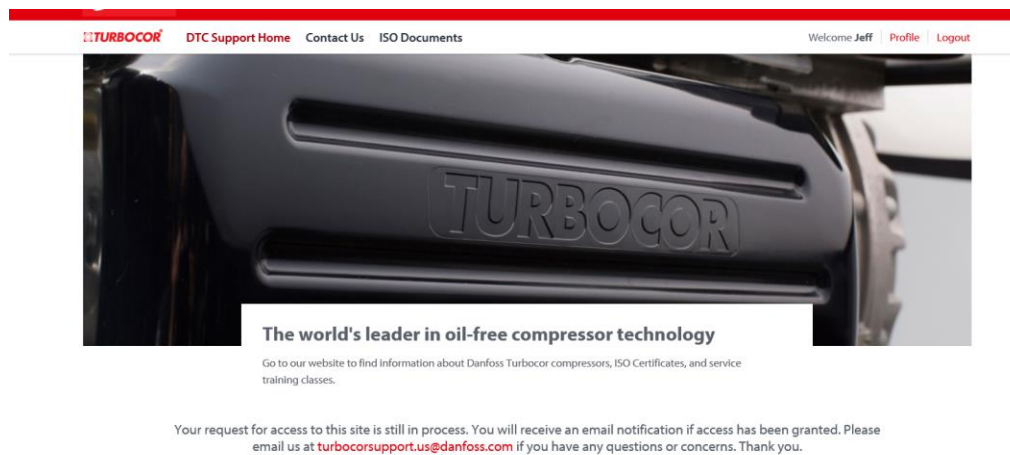 TURBOCOR DTC Support Home Contact Us ISO Documents Welcome Jeff Profile Logout
TURBOCOR
The world's leader in oil-free compressor technology
Go to our website to find information about Danfoss Turbocor compressors, ISO Certificates, and service
training classes.
Your request for access to this site is still in process. You will receive an email notification if access has been granted. Please
email us at turbocorsupport.us@danfoss.com if you have any questions or concerns. Thank you.